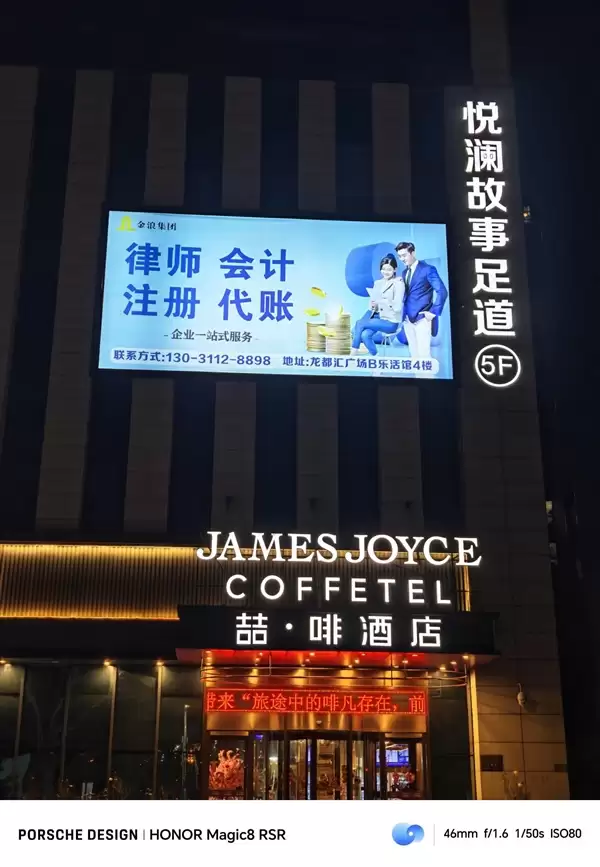 金浪集团
律师 会计
注册 代账
- 企业一站式服务 -
联系方式:130-3112-8898 地址:龙都汇广场B乐活馆4楼
悦澜故事足道
5F
JAMES JOYCE
COFFETEL
喆·啡酒店
带来“旅途中的啡凡存在,前
PORSCHE DESIGN | HONOR Magic8 RSR
46mm f/1.6 1/50s ISO80